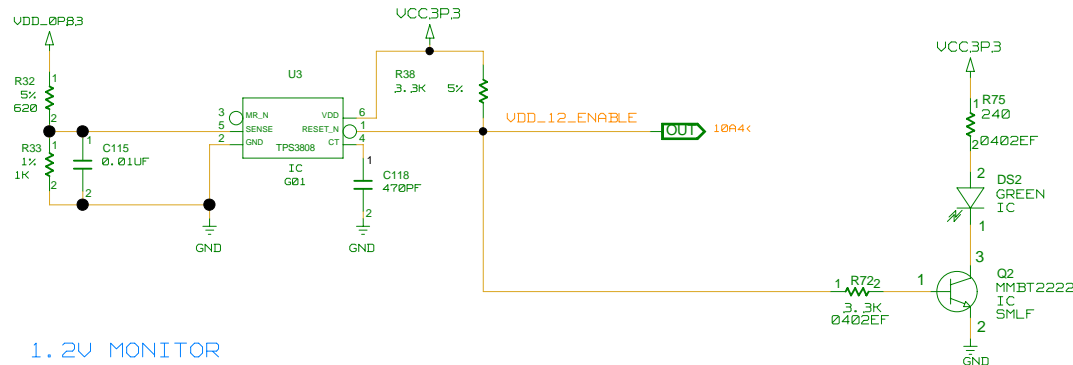 VDD_0P83
VCC3P3
VCC3P3
U3
R32
5%
620
1
2
R33
1%
1K
1
2
C115
0.01UF
1
2
3
5
2
MR_N
SENSE
GND
VDD
RESET_N
CT
TPS3808
6
1
4
IC
G01
R38
3.3K 5%
VDD_12_ENABLE
OUT
10A4<
1
C118
470PF
2
GND
GND
1
R75
240
2
0402EF
2
DS2
GREEN
IC
1
3
1
Q2
MMBT2222
IC
SMLF
2
GND
1 R72 2
3.3K
0402EF
1.2V MONITOR